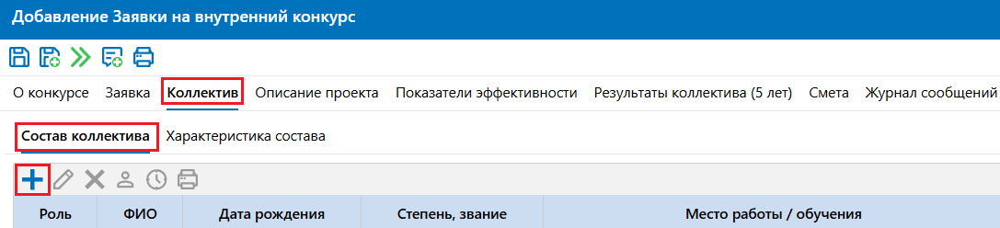 Добавление Заявки на внутренний конкурс
О конкурсе Заявка Коллектив Описание проекта Показатели эффективности Результаты коллектива (5 лет) Смета Журнал сообщений
Состав коллектива Характеристика состава
Роль ФИО Дата рождения Степень, звание Место работы / обучения